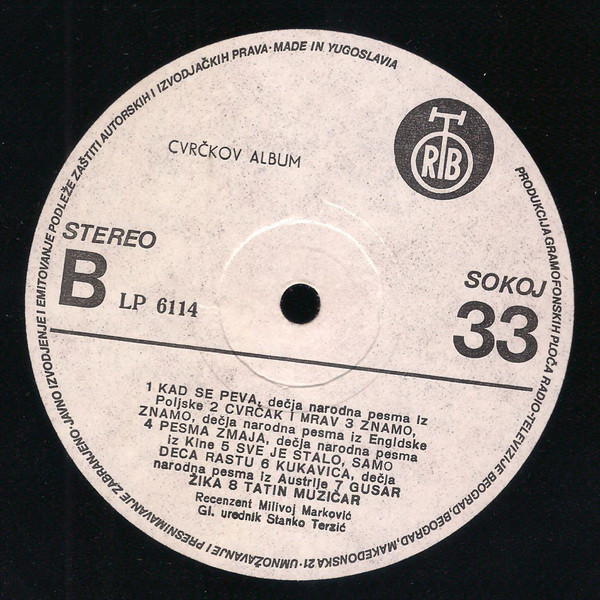 PRODUKCIJA GRAMOFONSKIH PLOČA RADIO-TELEVIZIJE BEOGRAD, BEOGRAD, MAKEDONSKA 21 · UMNOŽAVANJE I PRESNIMAVANJE ZABRANJENO · JAVNO IZVODJENJE I EMITOVANJE PODLEŽE ZAŠTITI AUTORSKIH I IZVODJAČKIH PRAVA · MADE IN YUGOSLAVIA
RTB
CVRČKOV ALBUM
STEREO
B LP 6114
SOKOJ
33
1 KAD SE PEVA, dečja narodna pesma iz
Poljske 2 CVRČAK I MRAV 3 ZNAMO,
ZNAMO, dečja narodna pesma iz Engldske
4 PESMA ZMAJA, dečja narodna pesma
iz Kine 5 SVE JE STALO, SAMO
DECA RASTU 6 KUKAVICA, dečja
narodna pesma iz Austrije 7 GUSAR
ŽIKA 8 TATIN MUZIČAR
Recenzent Milivoj Marković
Gl. urednik Stanko Terzić